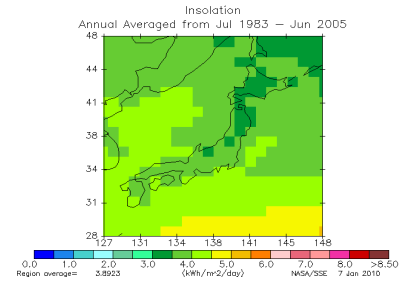 Insolation
Annual Averaged from Jul 1983 - Jun 2005
48
44
41
38
34
31
28
127 131 134 138 141 145 148
0.0 1.0 2.0 3.0 4.0 5.0 6.0 7.0 8.0 >8.50
Region average= 3.8923 (kWh/m^2/day) NASA/SSE 7 Jan 2010